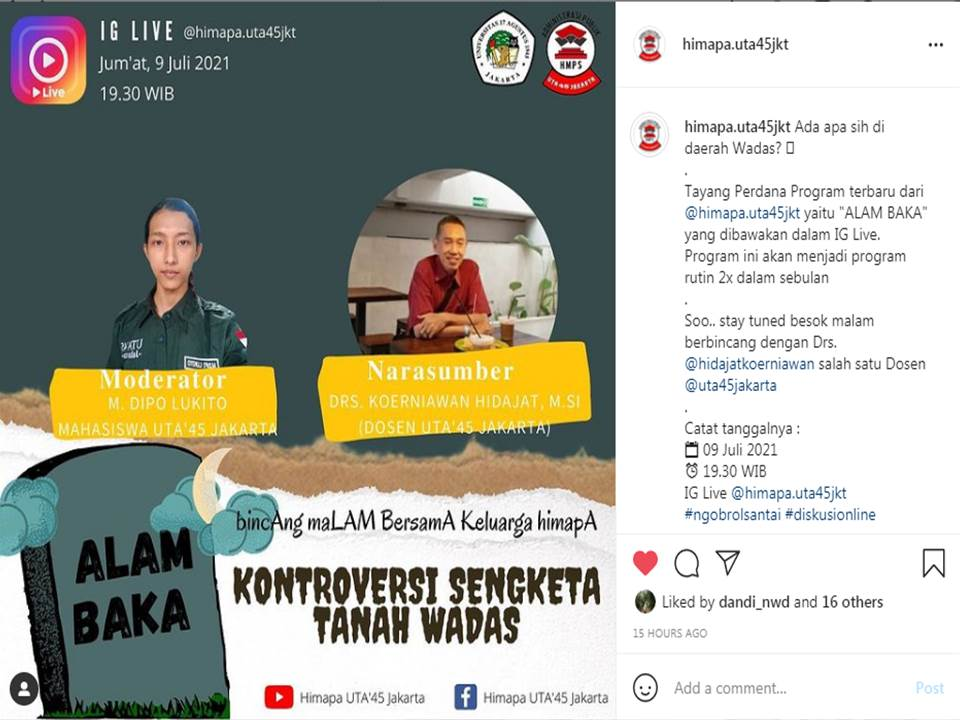 IG LIVE @himapa.uta45jkt
Jum'at, 9 Juli 2021
19.30 WIB
Live
UNIVERSITAS 17 AGUSTUS 1945
JAKARTA
ADMINISTRASI PUBLIK
HMPS
UTA 45 JAKARTA
Moderator
M. DIPO LUKITO
MAHASISWA UTA'45 JAKARTA
Narasumber
DRS. KOERNIAWAN HIDAJAT, M.SI
(DOSEN UTA'45 JAKARTA)
bincAng maLAM BersamA Keluarga himapA
ALAM
BAKA
KONTROVERSI SENGKETA
TANAH WADAS
Himapa UTA'45 Jakarta
Himapa UTA'45 Jakarta
himapa.uta45jkt
himapa.uta45jkt Ada apa sih di
daerah Wadas?
.
Tayang Perdana Program terbaru dari
@himapa.uta45jkt yaitu "ALAM BAKA"
yang dibawakan dalam IG Live.
Program ini akan menjadi program
rutin 2x dalam sebulan
.
Soo.. stay tuned besok malam
berbincang dengan Drs.
@hidajatkoerniawan salah satu Dosen
@uta45jakarta
.
Catat tanggalnya :
09 Juli 2021
19.30 WIB
IG Live @himapa.uta45jkt
#ngobrolsantai #diskusionline
Liked by dandi_nwd and 16 others
15 HOURS AGO
Add a comment...
Post